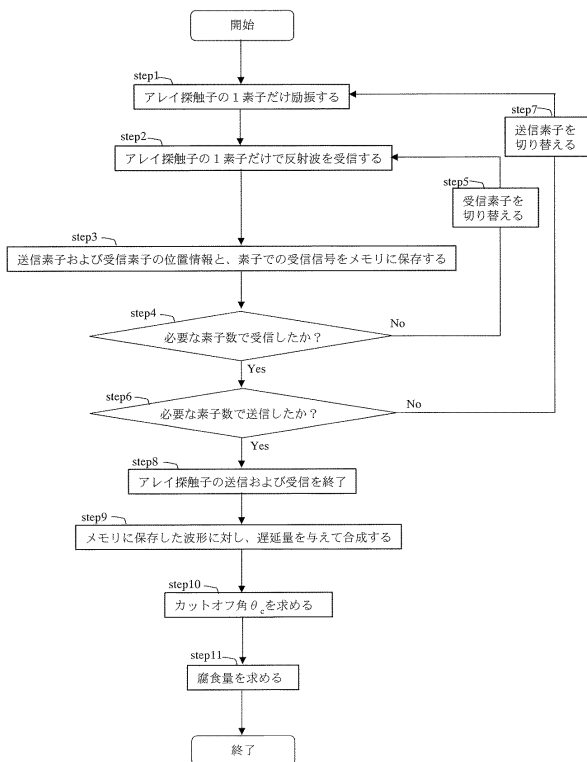 開始
step1
アレイ探触子の1素子だけ励振する
step7
送信素子を
切り替える
step2
アレイ探触子の1素子だけで反射波を受信する
step5
受信素子を
切り替える
step3
送信素子および受信素子の位置情報と、素子での受信信号をメモリに保存する
step4
必要な素子数で受信したか？
No
Yes
step6
必要な素子数で送信したか？
No
Yes
step8
アレイ探触子の送信および受信を終了
step9
メモリに保存した波形に対し、遅延量を与えて合成する
step10
カットオフ角θcを求める
step11
腐食量を求める
終了